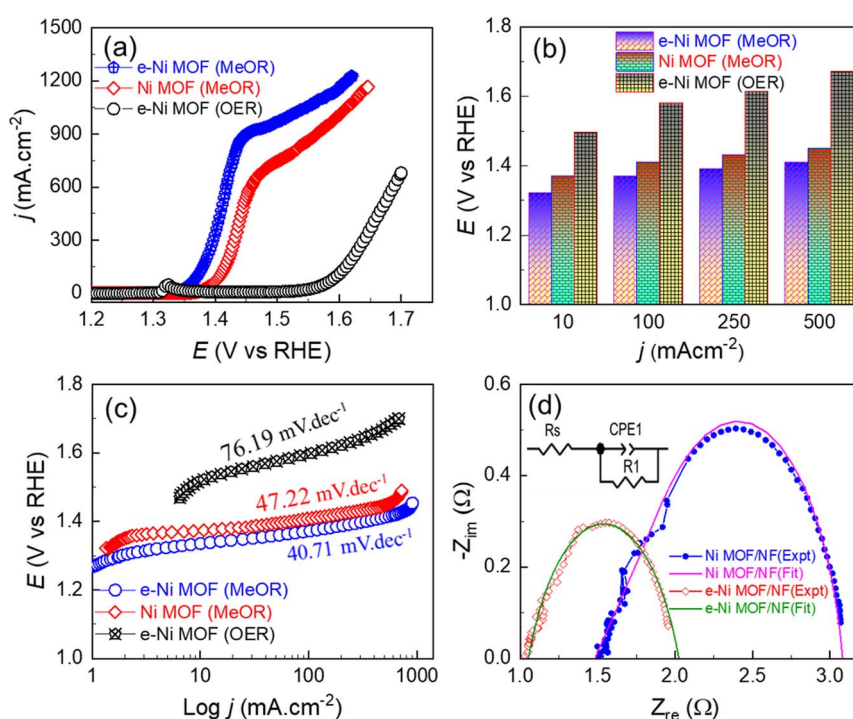 (a)
e-Ni MOF (MeOR)
Ni MOF (MeOR)
e-Ni MOF (OER)
j (mA.cm-2)
1500
1200
900
600
300
0
1.2 1.3 1.4 1.5 1.6 1.7
E (V vs RHE)
(b)
e-Ni MOF (MeOR)
Ni MOF (MeOR)
e-Ni MOF (OER)
E (V vs RHE)
1.8
1.6
1.4
1.2
1.0
10 100 250 500
j (mAcm-2)
(c)
76.19 mV.dec-1
47.22 mV.dec-1
40.71 mV.dec-1
e-Ni MOF (MeOR)
Ni MOF (MeOR)
e-Ni MOF (OER)
E (V vs RHE)
1.8
1.6
1.4
1.2
1.0
1 10 100 1000
Log j (mA.cm-2)
(d)
Rs CPE1
R1
Ni MOF/NF(Expt)
Ni MOF/NF(Fit)
e-Ni MOF/NF(Expt)
e-Ni MOF/NF(Fit)
-Zim (Ω)
0.6
0.4
0.2
0.0
1.0 1.5 2.0 2.5 3.0
Zre (Ω)